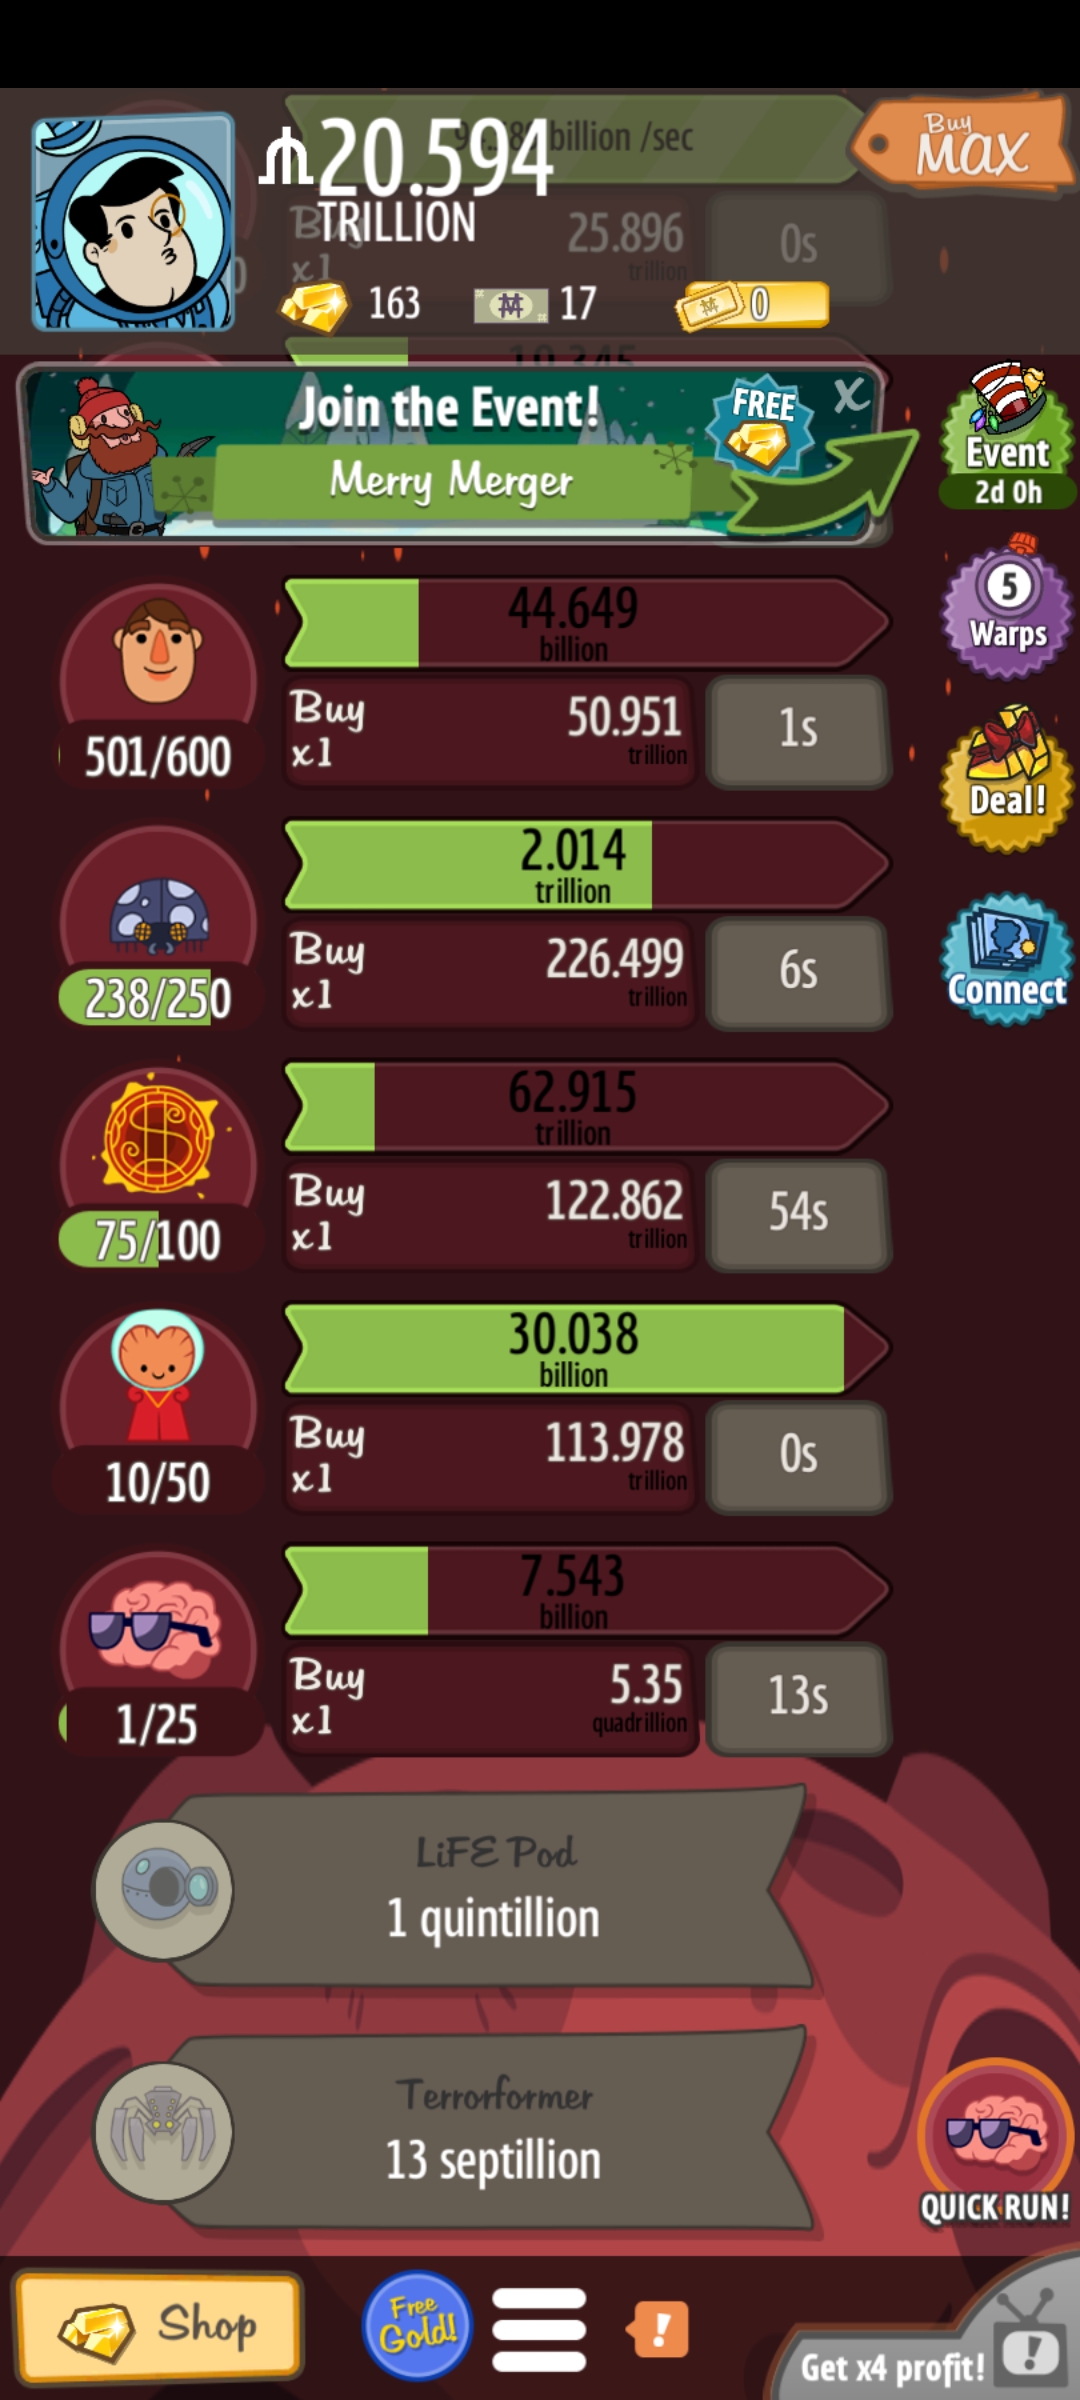 ₥20.594
TRILLION
billion /sec
Buy
MAX
Buy
x1
25.896
trillion
0s
163
17
0
Join the Event!
Merry Merger
FREE
X
Event
2d 0h
44.649
billion
501/600
Buy
x1
50.951
trillion
1s
5
Warps
2.014
trillion
238/250
Buy
x1
226.499
trillion
6s
Deal!
Connect
62.915
trillion
75/100
Buy
x1
122.862
trillion
54s
30.038
billion
10/50
Buy
x1
113.978
trillion
0s
7.543
billion
1/25
Buy
x1
5.35
quadrillion
13s
LiFE Pod
1 quintillion
Terrorformer
13 septillion
QUICK RUN!
Shop
Free
Gold!
!
Get x4 profit!
!